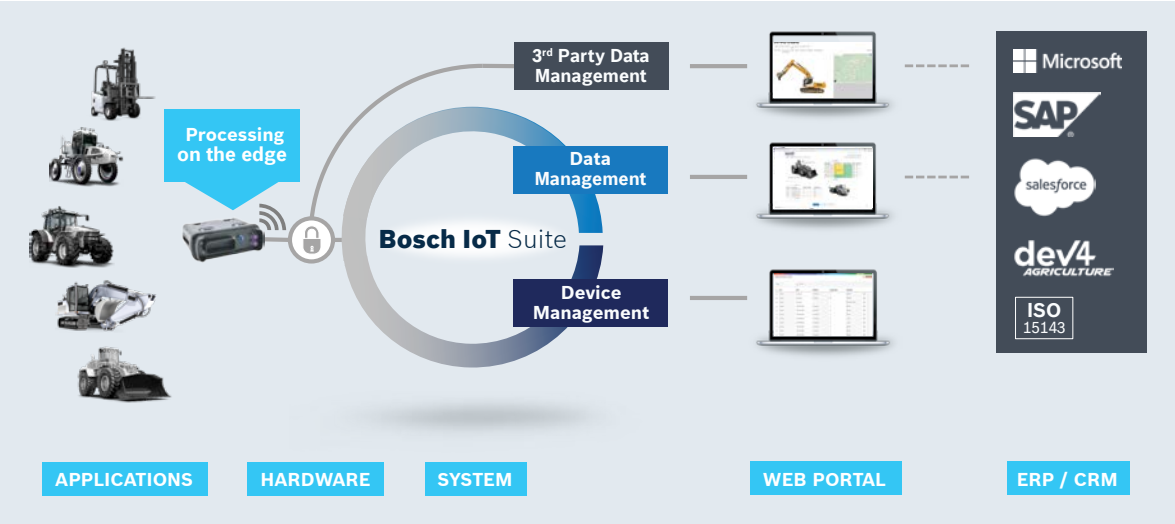 Processing
on the edge
3rd Party Data
Management
Data
Management
Bosch IoT Suite
Device
Management
Microsoft
SAP
®
salesforce
dev4
AGRICULTURE
ISO
15143
APPLICATIONS
HARDWARE
SYSTEM
WEB PORTAL
ERP / CRM